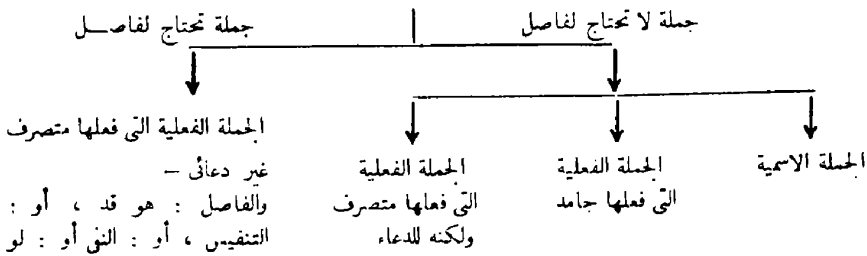 جملة لا تحتاج لفاصل
جملة تحتاج لفاصــل
الجملة الاسمية
الجملة الفعلية
التى فعلها جامد
الجملة الفعلية
التى فعلها متصرف
ولكنه للدعاء
الجملة الفعلية التى فعلها متصرف
غير دعائى –
والفاصل : هو قد ، أو :
التنفيس ، أو : النفى أو : لو